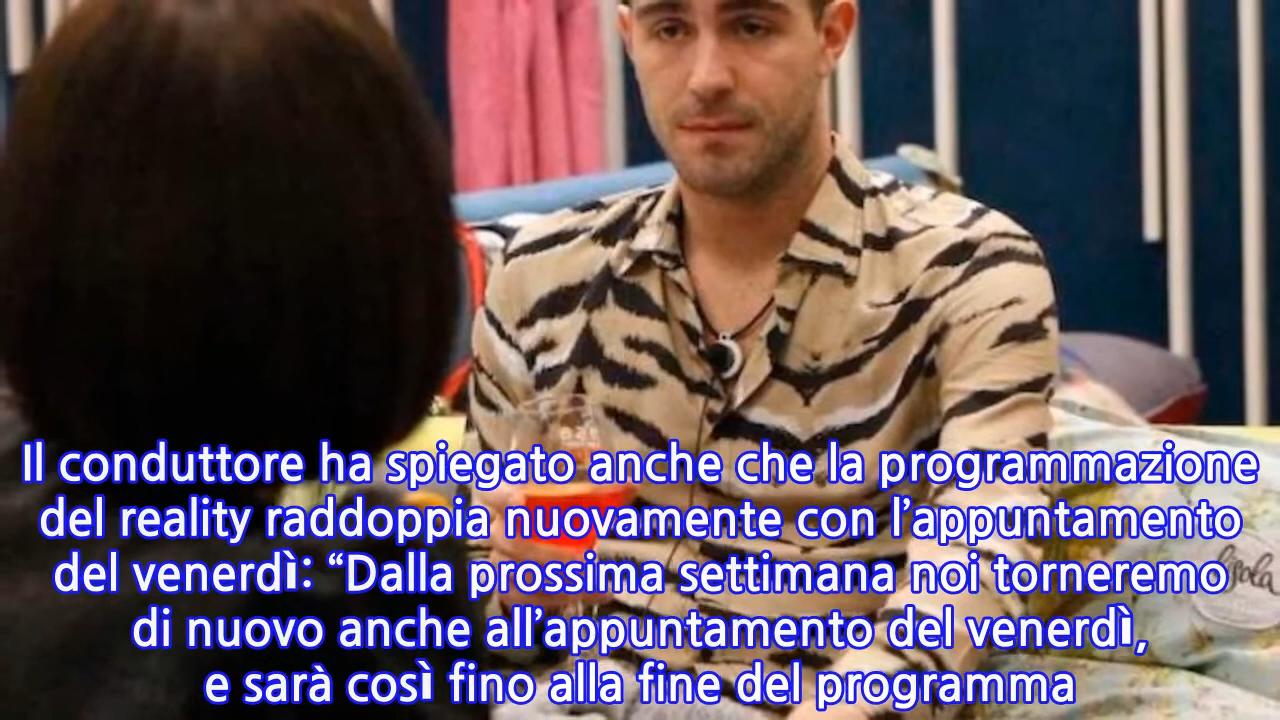 Il conduttore ha spiegato anche che la programmazione
del reality raddoppia nuovamente con l’appuntamento
del venerdì: “Dalla prossima settimana noi torneremo
di nuovo anche all’appuntamento del venerdì,
e sarà così fino alla fine del programma